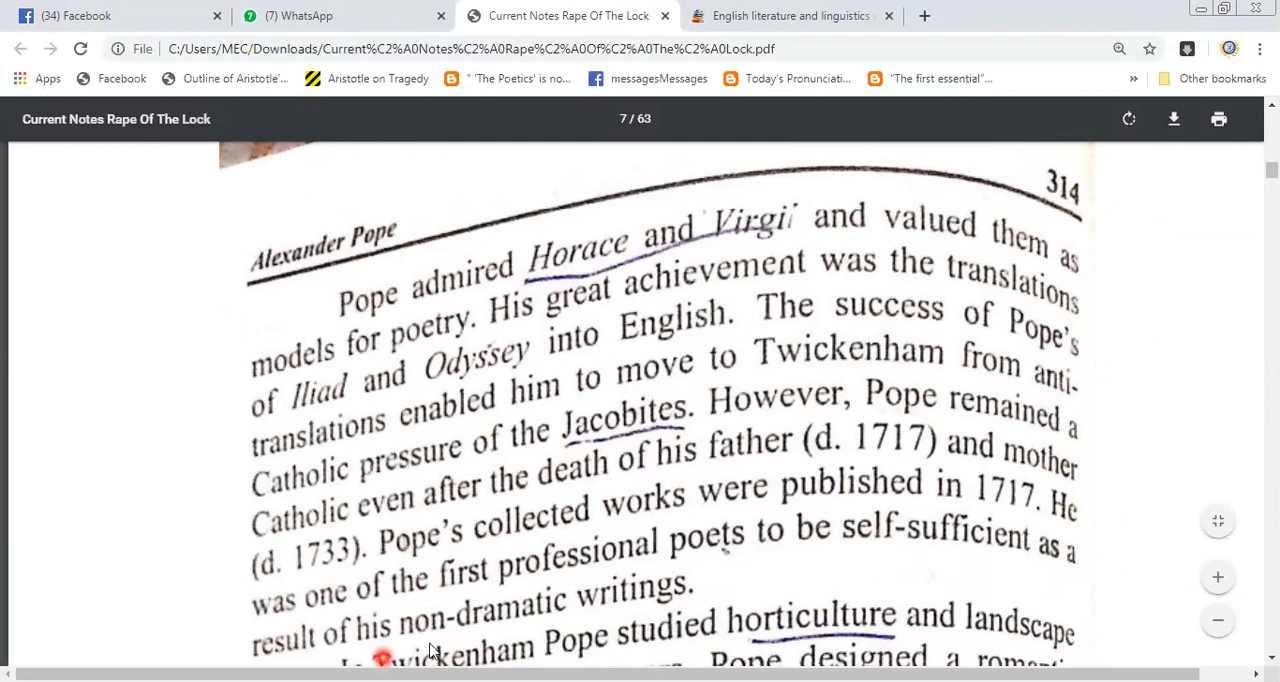 (34) Facebook
(7) WhatsApp
Current Notes Rape Of The Lock
English literature and linguistics
File
C:/Users/MEC/Downloads/Current%C2%A0Notes%C2%A0Rape%C2%A0Of%C2%A0The%C2%A0Lock.pdf
Apps
Facebook
Outline of Aristotle'...
Aristotle on Tragedy
" 'The Poetics' is no...
messagesMessages
Today's Pronunciati...
"The first essential"...
»
Other bookmarks
Current Notes Rape Of The Lock
7 / 63
314
Alexander Pope
Pope admired Horace and Virgil and valued them as
models for poetry. His great achievement was the translations
of Iliad and Odyssey into English. The success of Pope's
translations enabled him to move to Twickenham from anti-
Catholic pressure of the Jacobites. However, Pope remained a
Catholic even after the death of his father (d. 1717) and mother
(d. 1733). Pope's collected works were published in 1717. He
was one of the first professional poets to be self-sufficient as a
result of his non-dramatic writings.
Twickenham Pope studied horticulture and landscape
Pope designed a